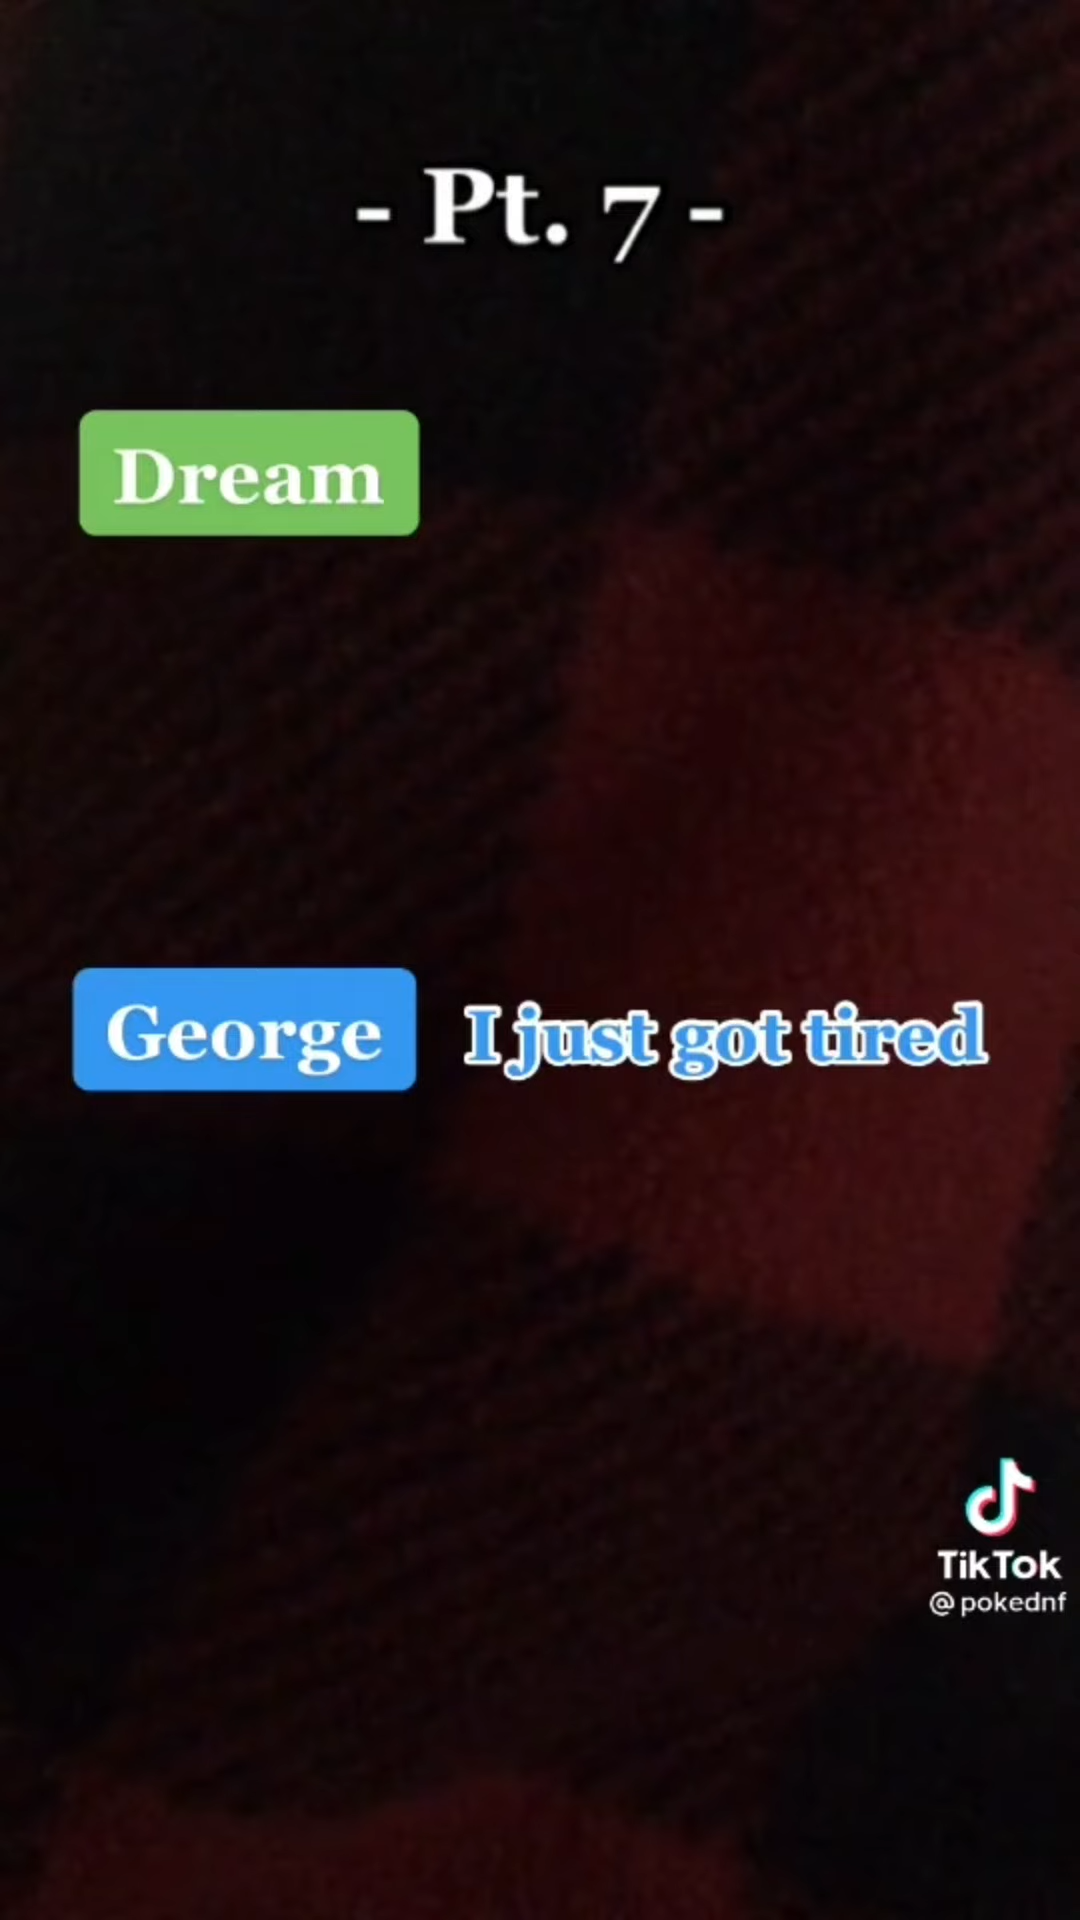 - Pt. 7 -
Dream
George I just got tired
TikTok
@pokednf